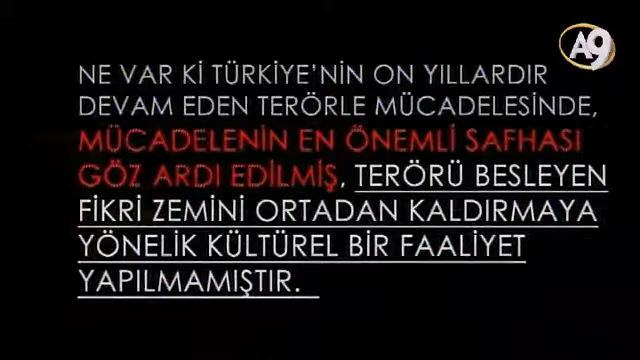 A9
NE VAR Kİ TÜRKİYE'NİN ON YILLARDIR
DEVAM EDEN TERÖRLE MÜCADELESİNDE,
MÜCADELENİN EN ÖNEMLİ SAFHASI
GÖZ ARDI EDİLMİŞ, TERÖRÜ BESLEYEN
FİKRİ ZEMİNİ ORTADAN KALDIRMAYA
YÖNELİK KÜLTÜREL BİR FAALİYET
YAPILMAMIŞTIR.